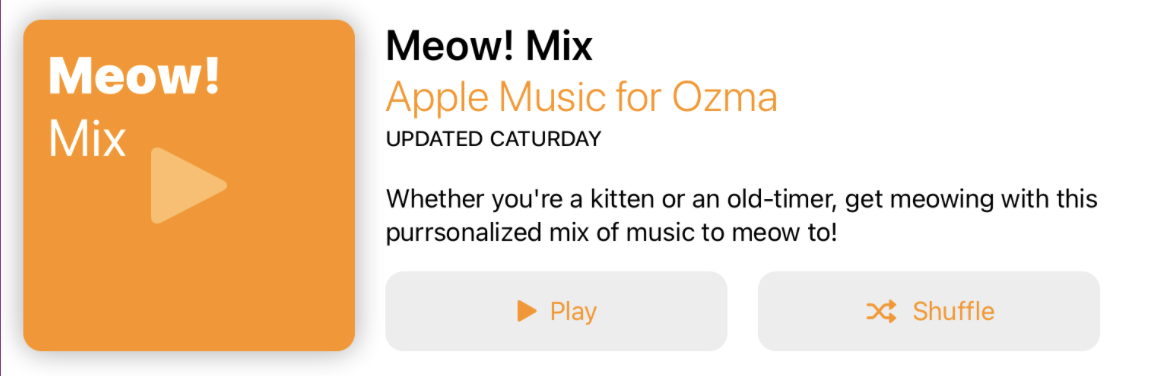 Meow!
Mix
Meow! Mix
Apple Music for Ozma
UPDATED CATURDAY
Whether you're a kitten or an old-timer, get meowing with this
purrsonalized mix of music to meow to!
Play
Shuffle